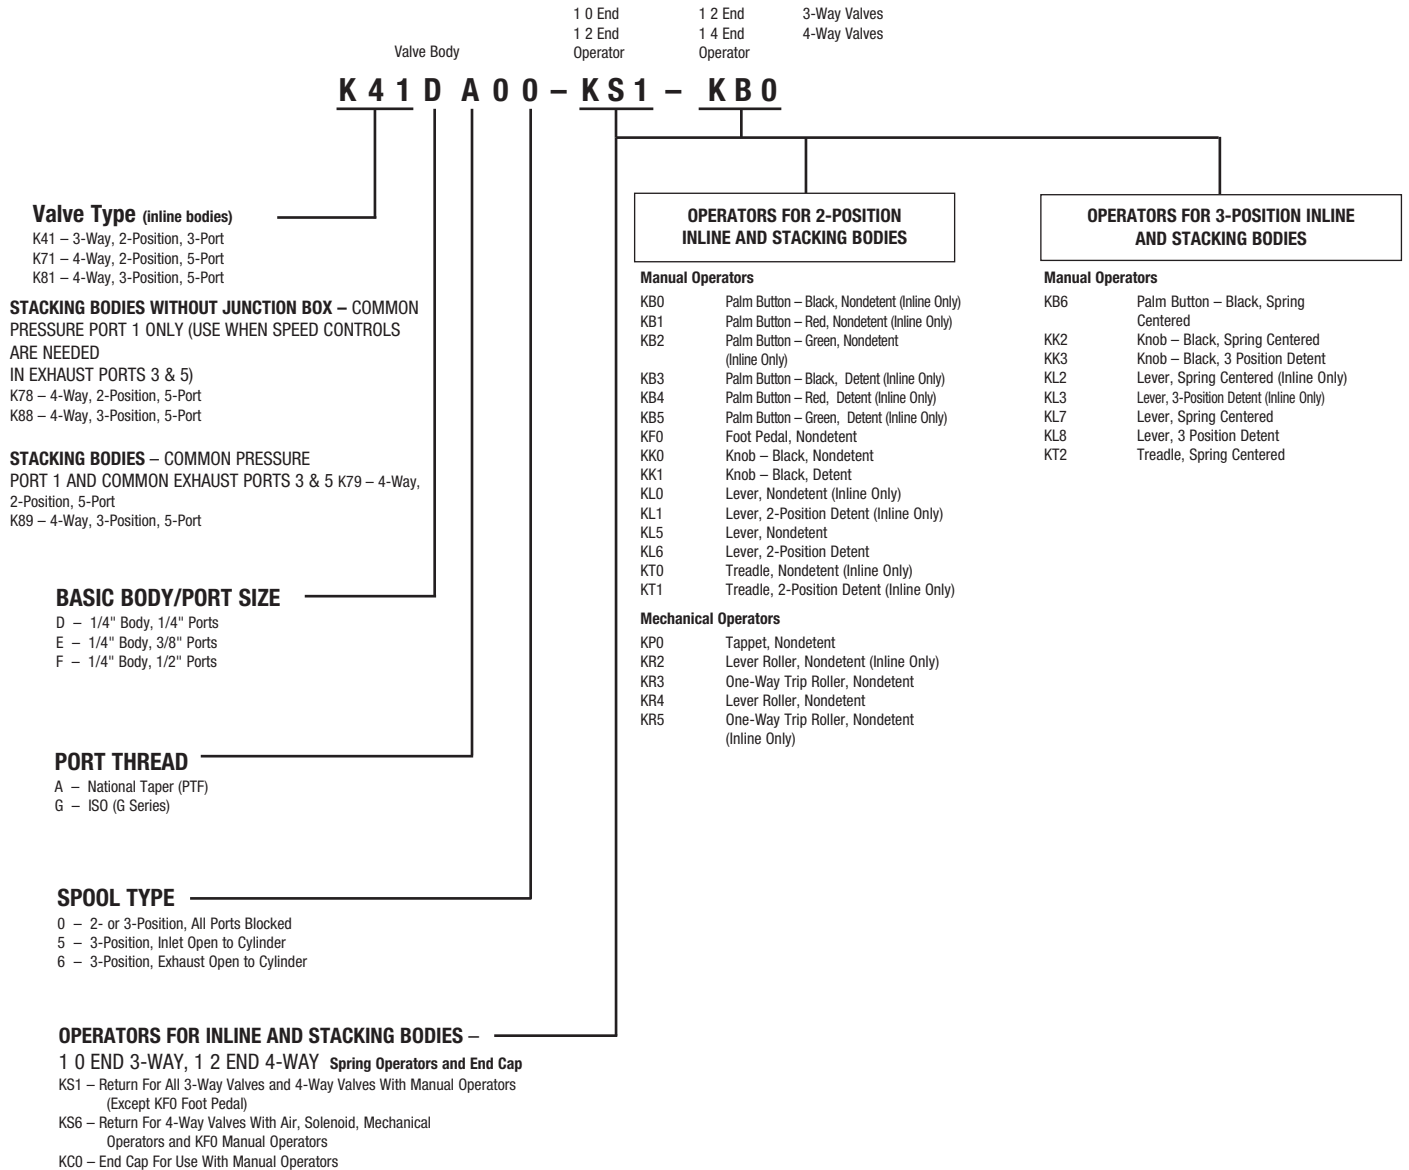 1 0 End 1 2 End 3-Way Valves
1 2 End 1 4 End 4-Way Valves
Valve Body Operator Operator
K 4 1 D A 0 0 – K S 1 – K B 0
Valve Type (inline bodies)
K41 – 3-Way, 2-Position, 3-Port
K71 – 4-Way, 2-Position, 5-Port
K81 – 4-Way, 3-Position, 5-Port
STACKING BODIES WITHOUT JUNCTION BOX – COMMON
PRESSURE PORT 1 ONLY (USE WHEN SPEED CONTROLS
ARE NEEDED
IN EXHAUST PORTS 3 & 5)
K78 – 4-Way, 2-Position, 5-Port
K88 – 4-Way, 3-Position, 5-Port
STACKING BODIES – COMMON PRESSURE
PORT 1 AND COMMON EXHAUST PORTS 3 & 5 K79 – 4-Way,
2-Position, 5-Port
K89 – 4-Way, 3-Position, 5-Port
BASIC BODY/PORT SIZE
D – 1/4" Body, 1/4" Ports
E – 1/4" Body, 3/8" Ports
F – 1/4" Body, 1/2" Ports
PORT THREAD
A – National Taper (PTF)
G – ISO (G Series)
SPOOL TYPE
0 – 2- or 3-Position, All Ports Blocked
5 – 3-Position, Inlet Open to Cylinder
6 – 3-Position, Exhaust Open to Cylinder
OPERATORS FOR INLINE AND STACKING BODIES –
1 0 END 3-WAY, 1 2 END 4-WAY Spring Operators and End Cap
KS1 – Return For All 3-Way Valves and 4-Way Valves With Manual Operators
(Except KF0 Foot Pedal)
KS6 – Return For 4-Way Valves With Air, Solenoid, Mechanical
Operators and KF0 Manual Operators
KC0 – End Cap For Use With Manual Operators
OPERATORS FOR 2-POSITION
INLINE AND STACKING BODIES
Manual Operators
KB0 Palm Button – Black, Nondetent (Inline Only)
KB1 Palm Button – Red, Nondetent (Inline Only)
KB2 Palm Button – Green, Nondetent
(Inline Only)
KB3 Palm Button – Black, Detent (Inline Only)
KB4 Palm Button – Red, Detent (Inline Only)
KB5 Palm Button – Green, Detent (Inline Only)
KF0 Foot Pedal, Nondetent
KK0 Knob – Black, Nondetent
KK1 Knob – Black, Detent
KL0 Lever, Nondetent (Inline Only)
KL1 Lever, 2-Position Detent (Inline Only)
KL5 Lever, Nondetent
KL6 Lever, 2-Position Detent
KT0 Treadle, Nondetent (Inline Only)
KT1 Treadle, 2-Position Detent (Inline Only)
Mechanical Operators
KP0 Tappet, Nondetent
KR2 Lever Roller, Nondetent (Inline Only)
KR3 One-Way Trip Roller, Nondetent
KR4 Lever Roller, Nondetent
KR5 One-Way Trip Roller, Nondetent
(Inline Only)
OPERATORS FOR 3-POSITION INLINE
AND STACKING BODIES
Manual Operators
KB6 Palm Button – Black, Spring
Centered
KK2 Knob – Black, Spring Centered
KK3 Knob – Black, 3 Position Detent
KL2 Lever, Spring Centered (Inline Only)
KL3 Lever, 3-Position Detent (Inline Only)
KL7 Lever, Spring Centered
KL8 Lever, 3 Position Detent
KT2 Treadle, Spring Centered